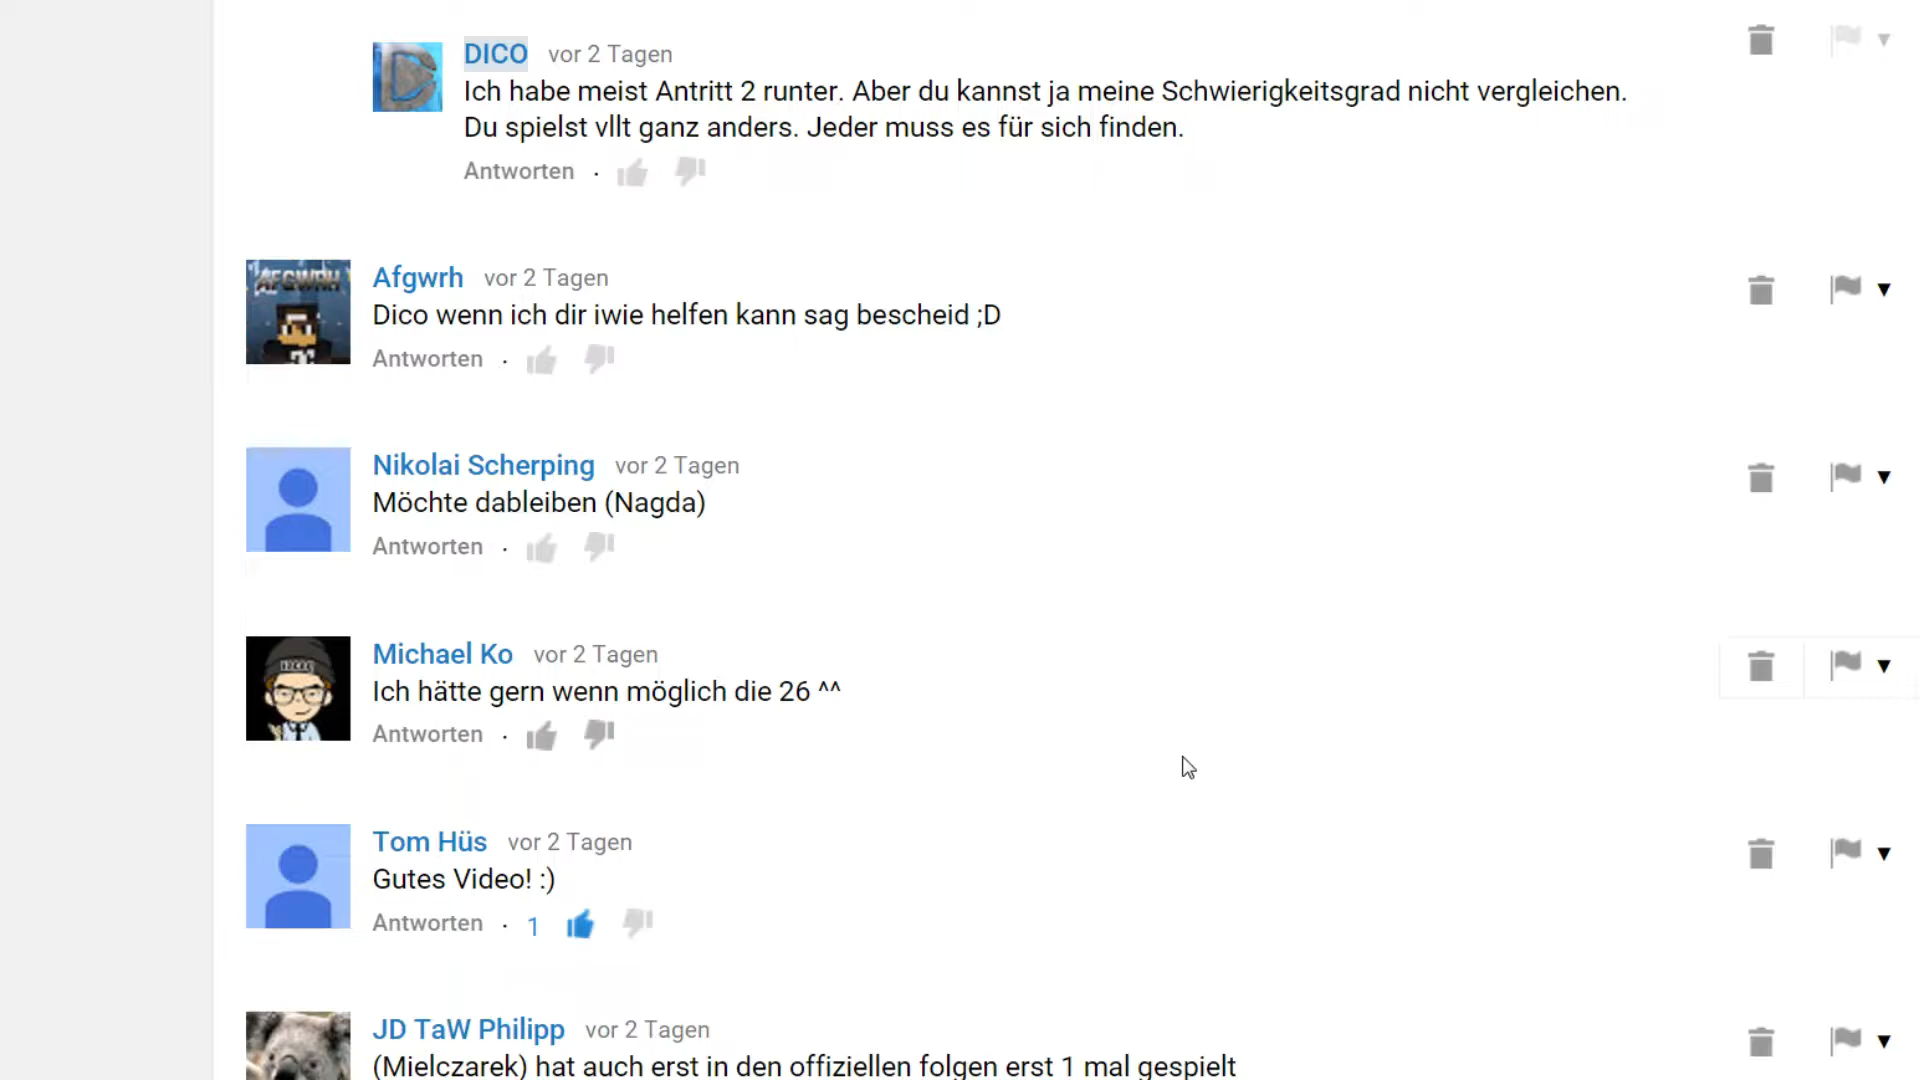 DICO vor 2 Tagen
Ich habe meist Antritt 2 runter. Aber du kannst ja meine Schwierigkeitsgrad nicht vergleichen.
Du spielst vllt ganz anders. Jeder muss es für sich finden.
Antworten ·
AFGWRH
Afgwrh vor 2 Tagen
Dico wenn ich dir iwie helfen kann sag bescheid ;D
Antworten ·
Nikolai Scherping vor 2 Tagen
Möchte dableiben (Nagda)
Antworten ·
Michael Ko vor 2 Tagen
Ich hätte gern wenn möglich die 26 ^^
Antworten ·
Tom Hüs vor 2 Tagen
Gutes Video! :)
Antworten · 1
JD TaW Philipp vor 2 Tagen
(Mielczarek) hat auch erst in den offiziellen folgen erst 1 mal gespielt